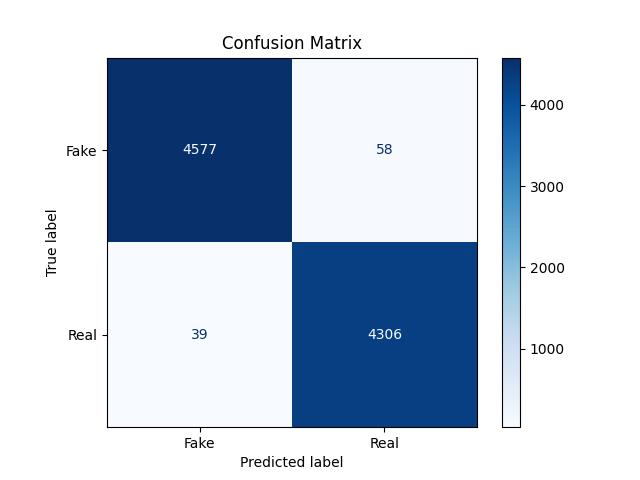 Confusion Matrix
4577 58
39 4306
Fake
Real
True label
Fake Real
Predicted label
4000
3000
2000
1000